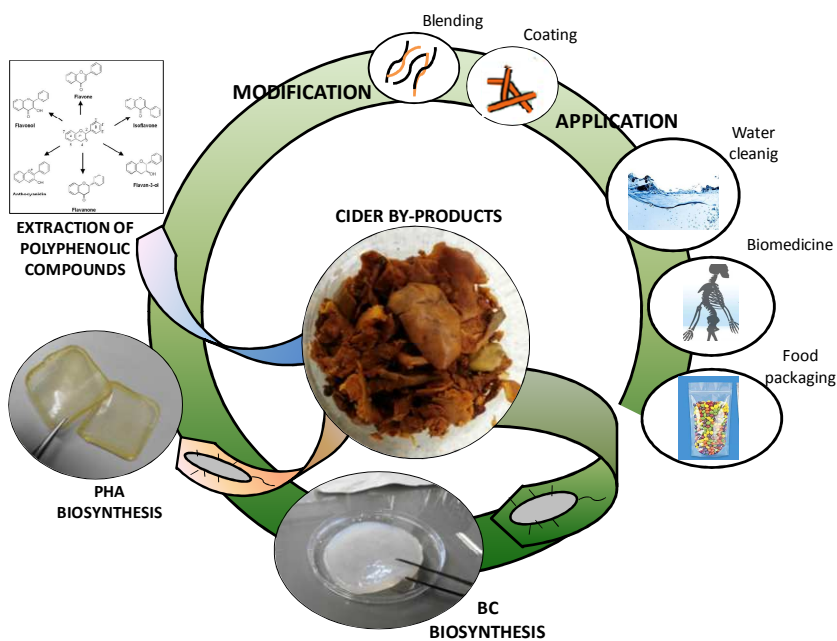 Blending
Coating
MODIFICATION
APPLICATION
Flavone
Flavonol
Isoflavone
Anthocyanidin
Flavan-3-ol
Flavanone
EXTRACTION OF
POLYPHENOLIC
COMPOUNDS
CIDER BY-PRODUCTS
Water
cleanig
Biomedicine
Food
packaging
PHA
BIOSYNTHESIS
BC
BIOSYNTHESIS